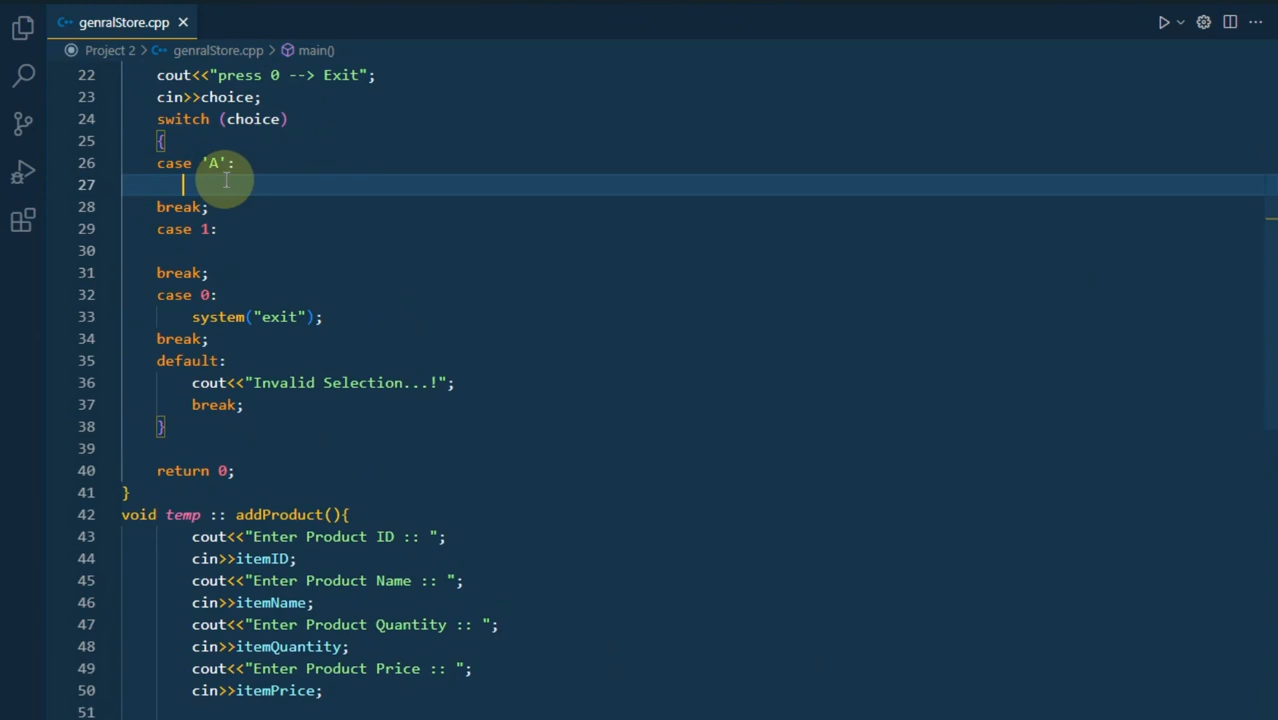 genralStore.cpp
Project 2 > genralStore.cpp > main()
22 cout<<"press 0 --> Exit";
23 cin>>choice;
24 switch (choice)
25 {
26 case 'A':
27
28 break;
29 case 1:
30
31 break;
32 case 0:
33 system("exit");
34 break;
35 default:
36 cout<<"Invalid Selection...!";
37 break;
38 }
39
40 return 0;
41 }
42 void temp :: addProduct(){
43 cout<<"Enter Product ID :: ";
44 cin>>itemID;
45 cout<<"Enter Product Name :: ";
46 cin>>itemName;
47 cout<<"Enter Product Quantity :: ";
48 cin>>itemQuantity;
49 cout<<"Enter Product Price :: ";
50 cin>>itemPrice;
51